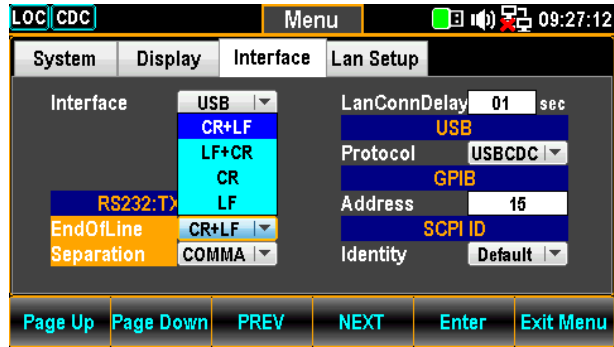 LOC CDC Menu 09:27:12
System Display Interface Lan Setup
Interface USB
CR+LF
LF+CR
CR
LF
RS232:TX
EndOfLine CR+LF
Separation COMMA
LanConnDelay 01 sec
USB
Protocol USBCDC
GPIB
Address 15
SCPI ID
Identity Default
Page Up Page Down PREV NEXT Enter Exit Menu